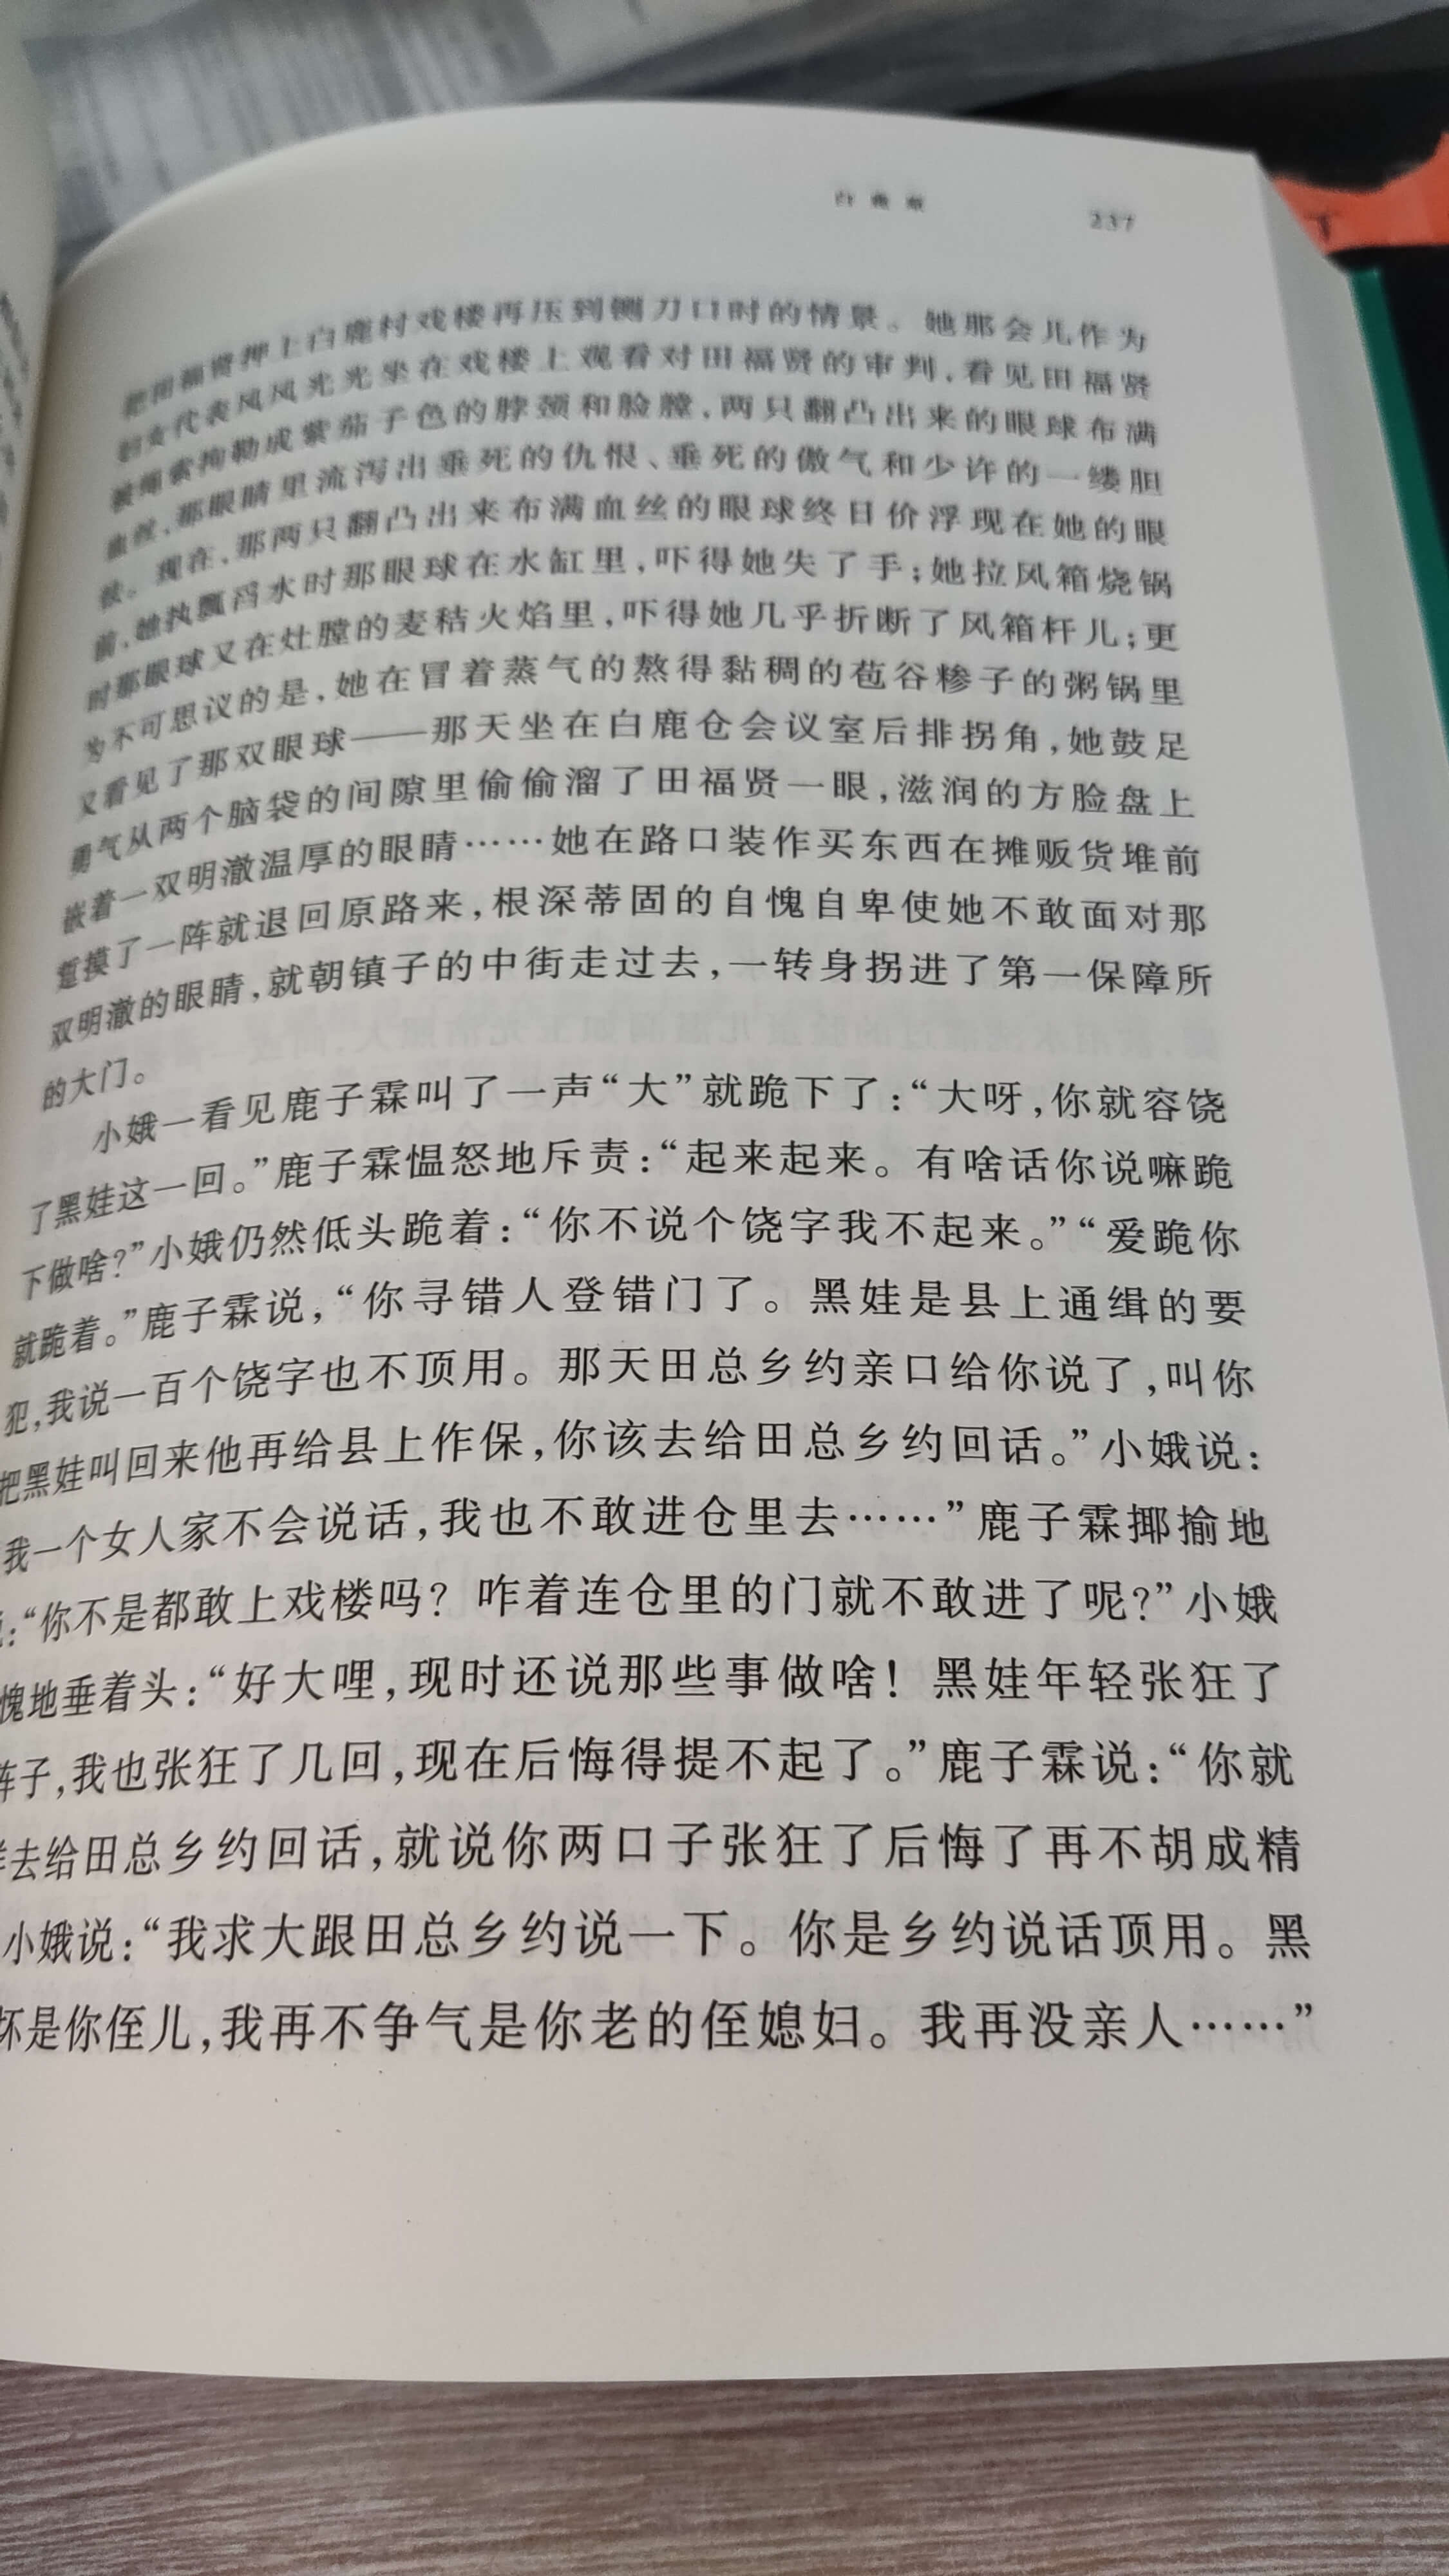 白鹿原 237
把田福贤押上白鹿村戏楼再压到铡刀口时的情景。她那会儿作为
妇女代表风风光光坐在戏楼上观看对田福贤的审判,看见田福贤
被绳索拘勒成紫茄子色的脖颈和脸膛,两只翻凸出来的眼球布满
血丝,那眼睛里流泻出垂死的仇恨、垂死的傲气和少许的一缕胆
怯。现在,那两只翻凸出来布满血丝的眼球终日价浮现在她的眼
前,她执瓢舀水时那眼球在水缸里,吓得她失了手;她拉风箱烧锅
时那眼球又在灶膛的麦秸火焰里,吓得她几乎折断了风箱杆儿;更
为不可思议的是,她在冒着蒸气的熬得黏稠的苞谷糁子的粥锅里
又看见了那双眼球——那天坐在白鹿仓会议室后排拐角,她鼓足
勇气从两个脑袋的间隙里偷偷溜了田福贤一眼,滋润的方脸盘上
嵌着一双明澈温厚的眼睛……她在路口装作买东西在摊贩货堆前
踅摸了一阵就退回原路来,根深蒂固的自愧自卑使她不敢面对那
双明澈的眼睛,就朝镇子的中街走过去,一转身拐进了第一保障所
的大门。
小娥一看见鹿子霖叫了一声“大”就跪下了:“大呀,你就容饶
了黑娃这一回。”鹿子霖愠怒地斥责:“起来起来。有啥话你说嘛跪
下做啥?”小娥仍然低头跪着:“你不说个饶字我不起来。”“爱跪你
就跪着。”鹿子霖说,“你寻错人登错门了。黑娃是县上通缉的要
犯,我说一百个饶字也不顶用。那天田总乡约亲口给你说了,叫你
把黑娃叫回来他再给县上作保,你该去给田总乡约回话。”小娥说:
我一个女人家不会说话,我也不敢进仓里去……”鹿子霖揶揄地
:“你不是都敢上戏楼吗?咋着连仓里的门就不敢进了呢?”小娥
愧地垂着头:“好大哩,现时还说那些事做啥!黑娃年轻张狂了
阵子,我也张狂了几回,现在后悔得提不起了。”鹿子霖说:“你就
去给田总乡约回话,就说你两口子张狂了后悔了再不胡成精
小娥说:“我求大跟田总乡约说一下。你是乡约说话顶用。黑
坏是你侄儿,我再不争气是你老的侄媳妇。我再没亲人……”